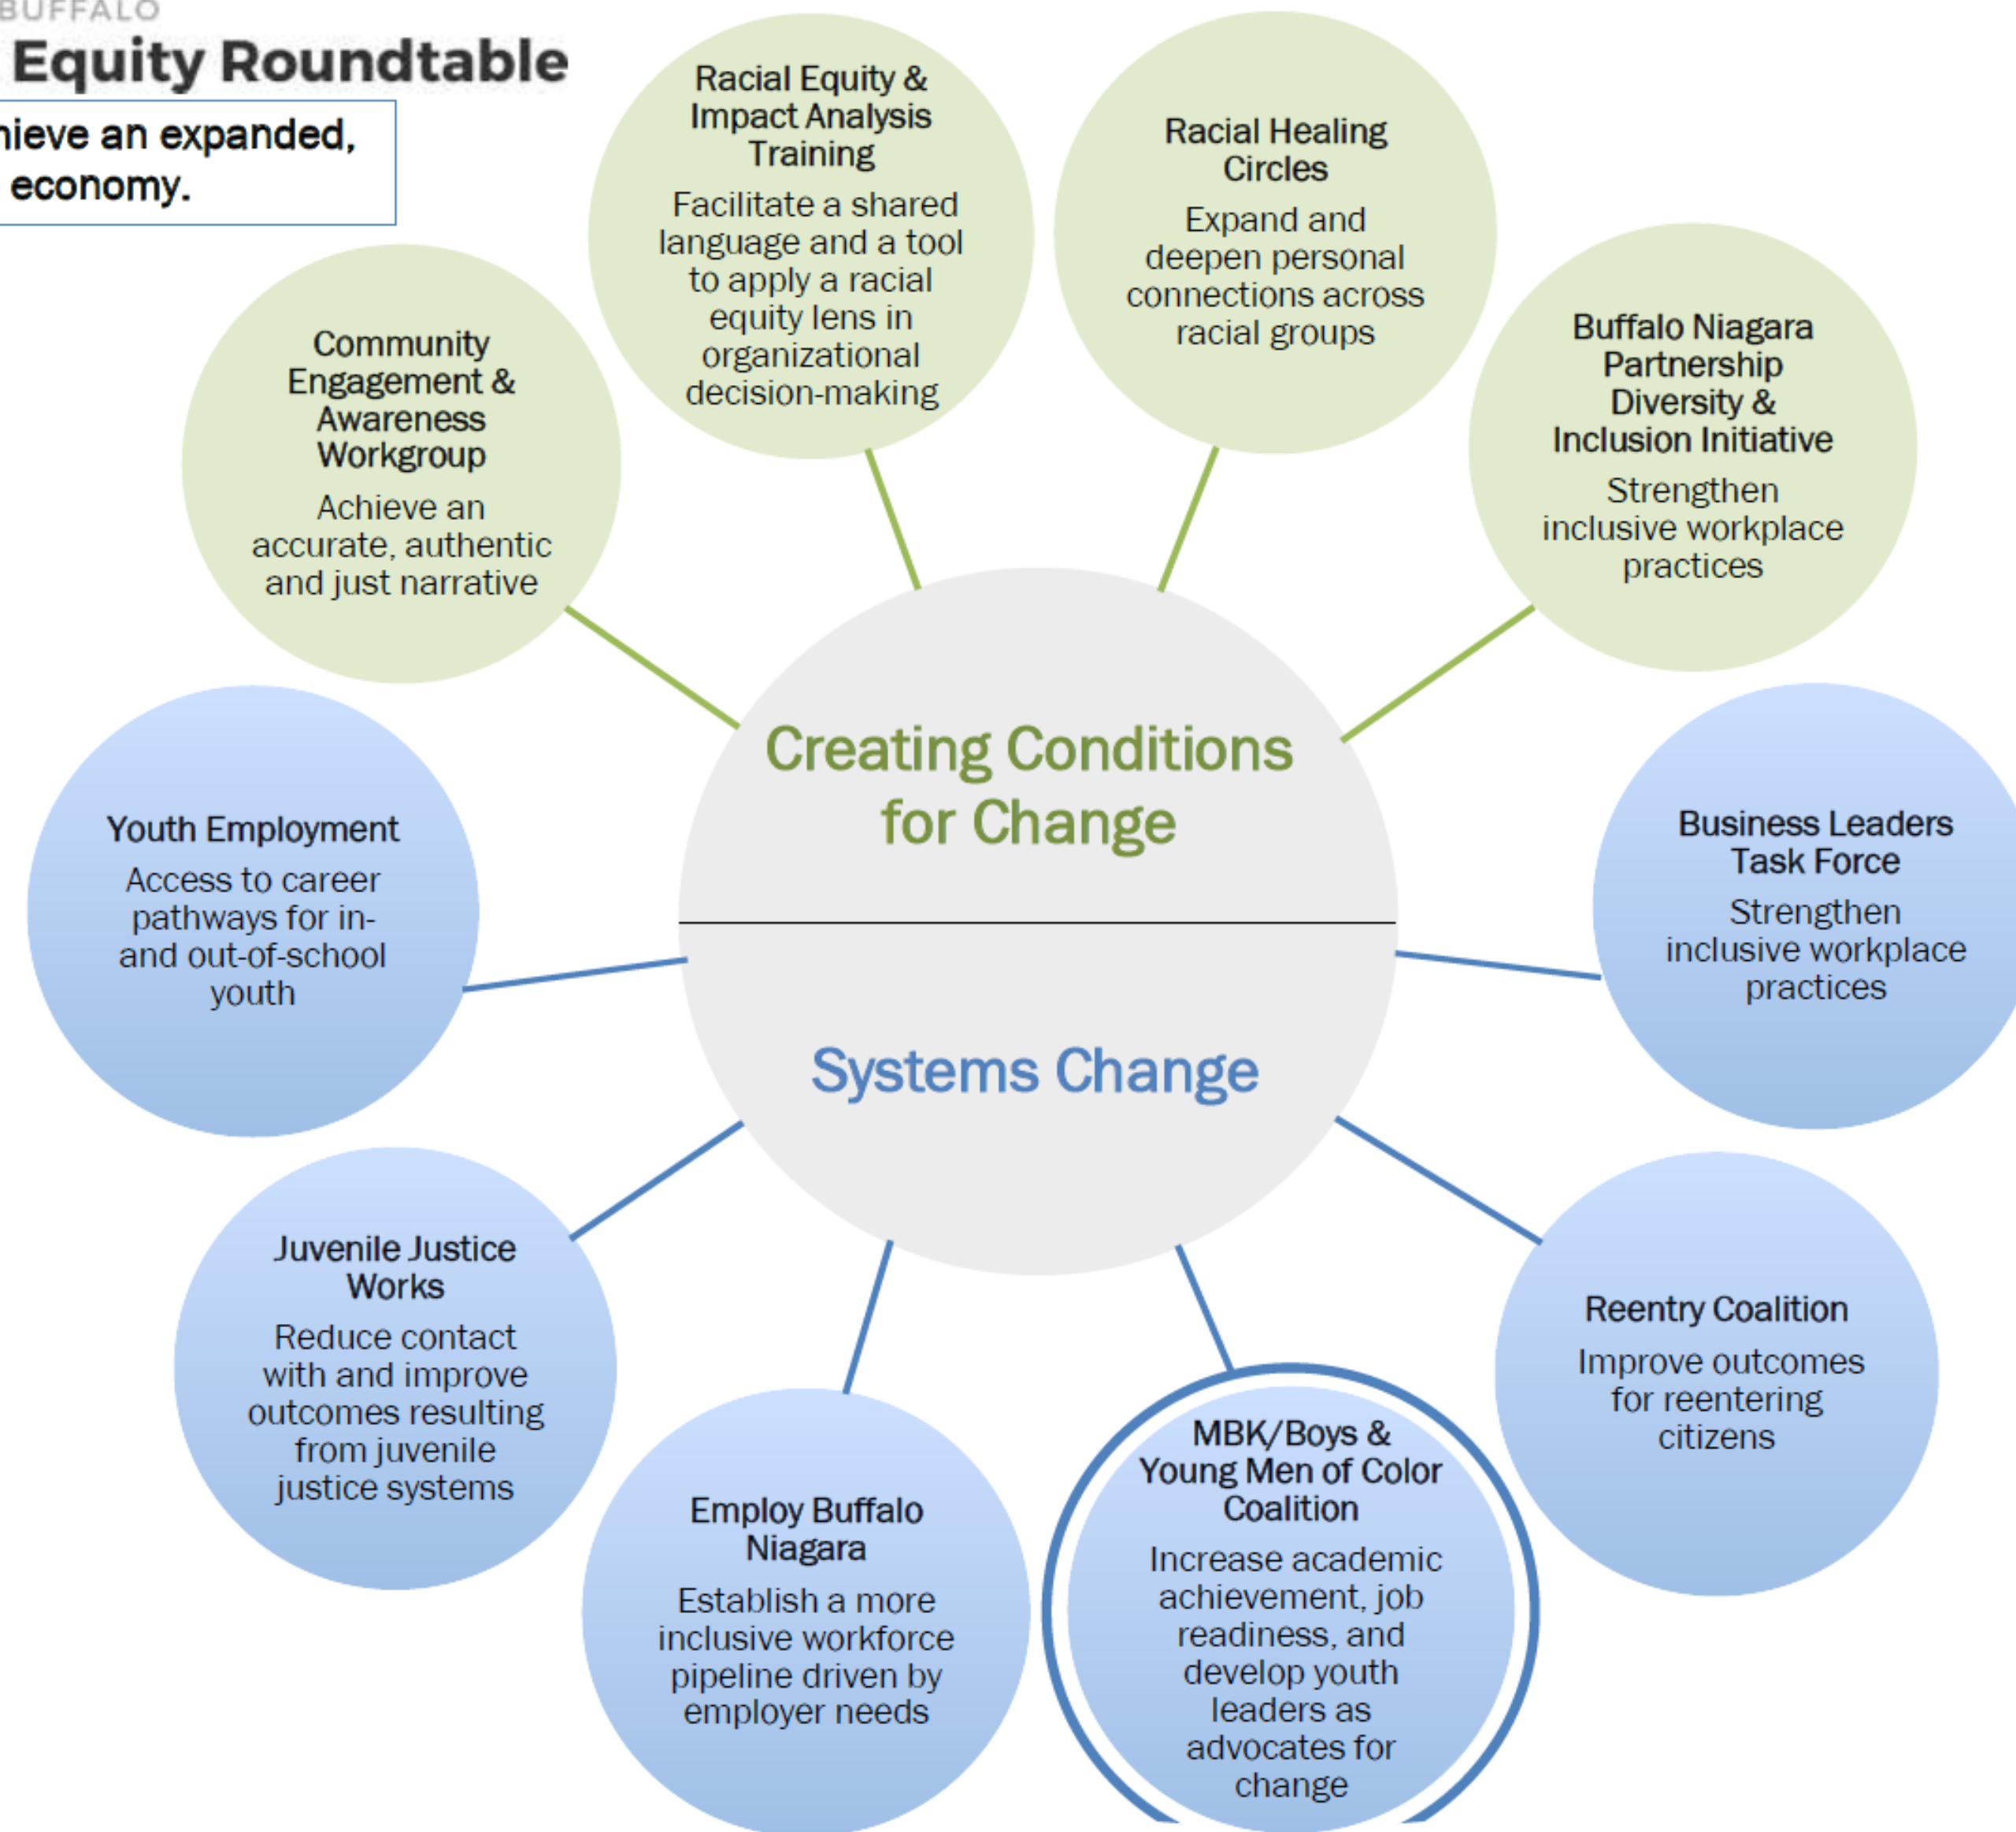 BUFFALO
Equity Roundtable
hieve an expanded,
economy.
Racial Equity &
Impact Analysis
Training
Facilitate a shared
language and a tool
to apply a racial
equity lens in
organizational
decision-making
Racial Healing
Circles
Expand and
deepen personal
connections across
racial groups
Community
Engagement &
Awareness
Workgroup
Achieve an
accurate, authentic
and just narrative
Buffalo Niagara
Partnership
Diversity &
Inclusion Initiative
Strengthen
inclusive workplace
practices
Creating Conditions
for Change
Systems Change
Youth Employment
Access to career
pathways for in-
and out-of-school
youth
Business Leaders
Task Force
Strengthen
inclusive workplace
practices
Juvenile Justice
Works
Reduce contact
with and improve
outcomes resulting
from juvenile
justice systems
Reentry Coalition
Improve outcomes
for reentering
citizens
Employ Buffalo
Niagara
Establish a more
inclusive workforce
pipeline driven by
employer needs
MBK/Boys &
Young Men of Color
Coalition
Increase academic
achievement, job
readiness, and
develop youth
leaders as
advocates for
change